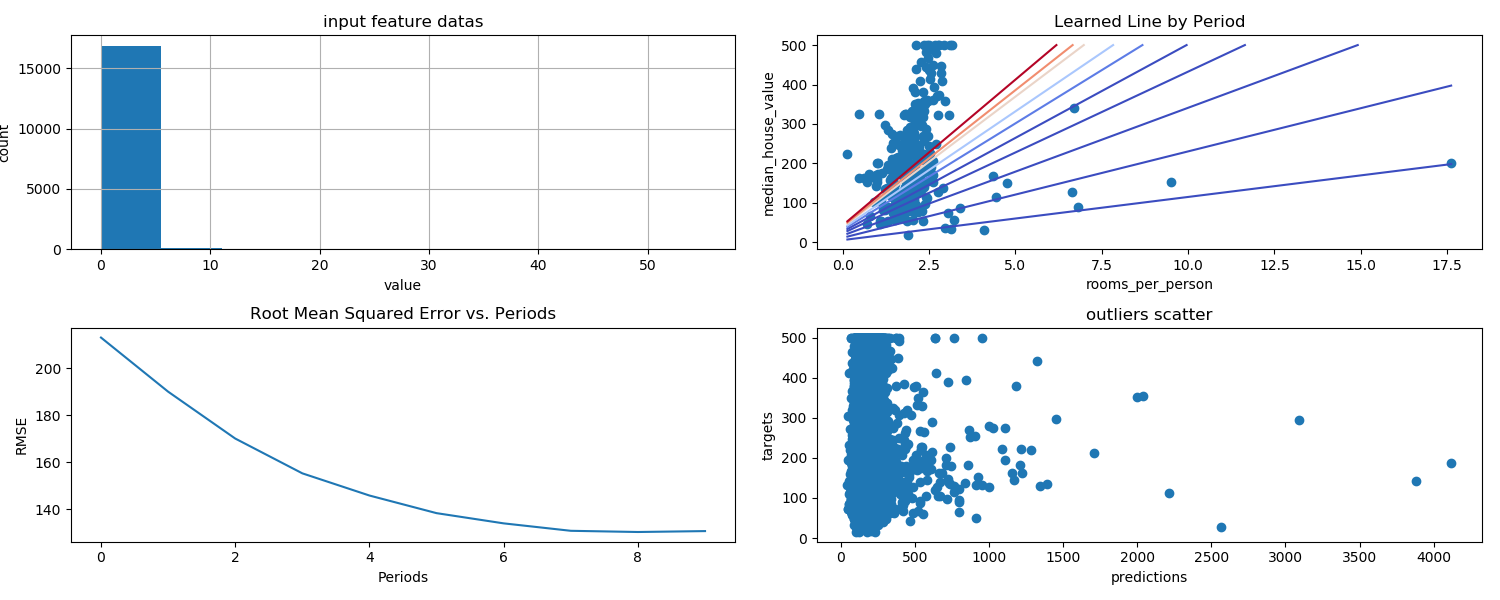 input feature datas
count
15000
10000
5000
0
0 10 20 30 40 50
value
Learned Line by Period
median_house_value
500
400
300
200
100
0
0.0 2.5 5.0 7.5 10.0 12.5 15.0 17.5
rooms_per_person
Root Mean Squared Error vs. Periods
RMSE
200
180
160
140
0 2 4 6 8
Periods
outliers scatter
targets
500
400
300
200
100
0
0 500 1000 1500 2000 2500 3000 3500 4000
predictions